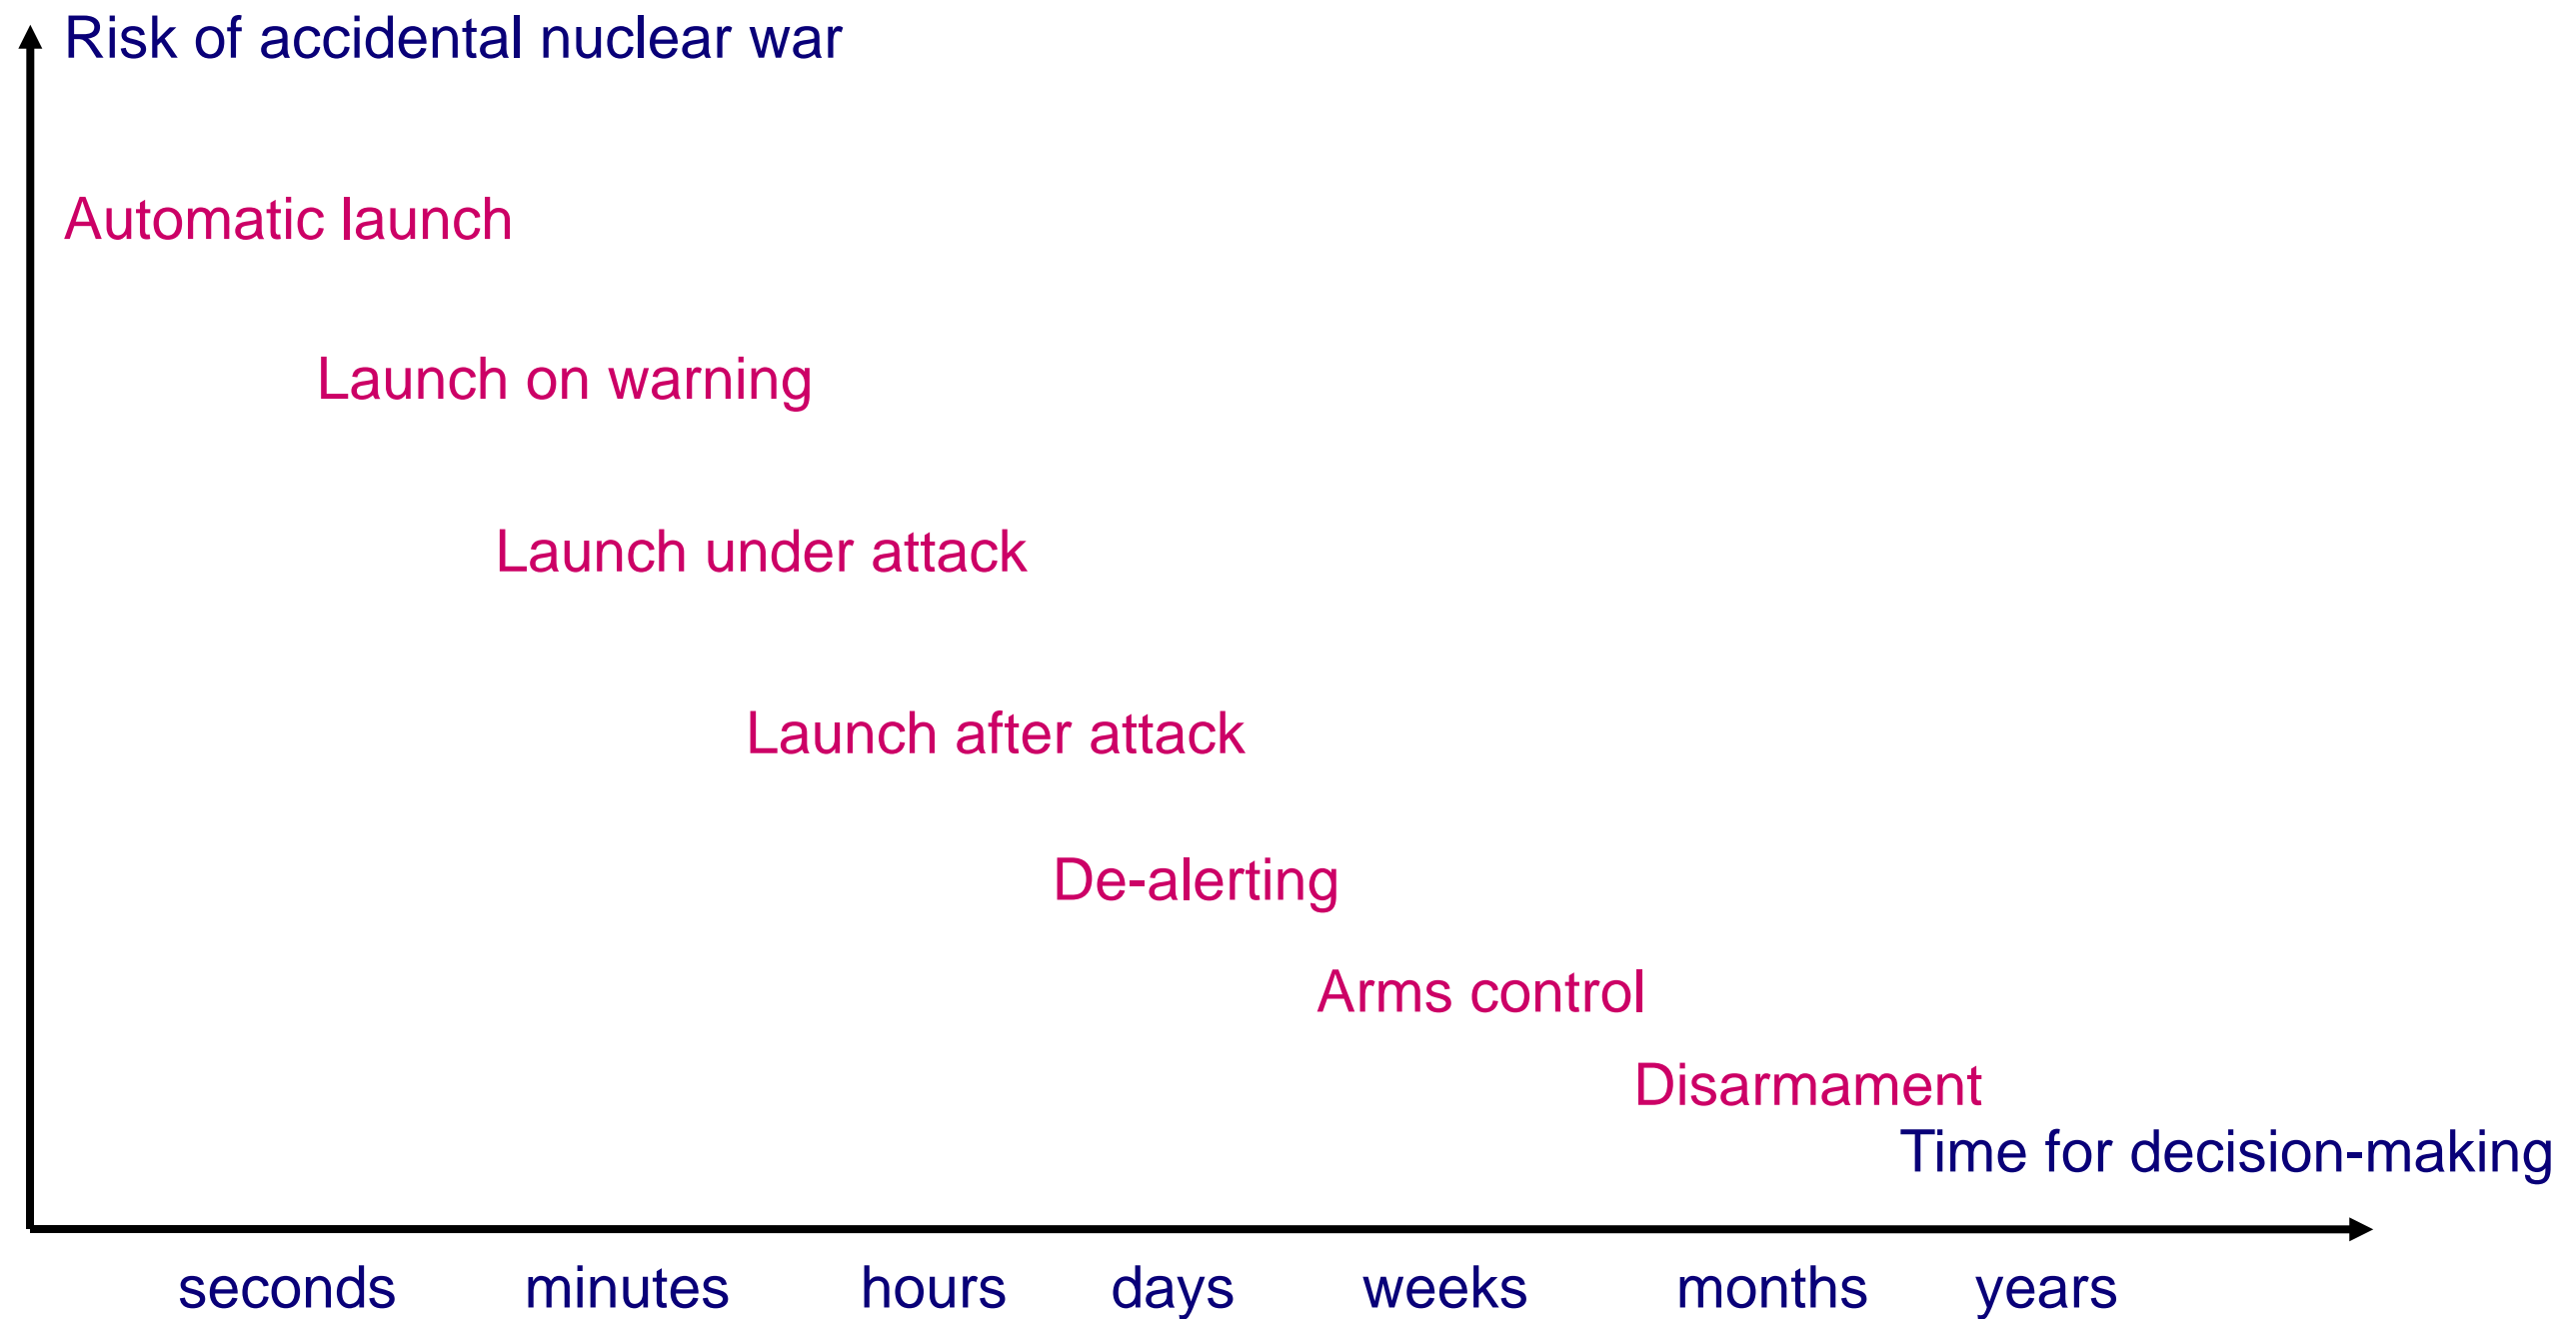 Risk of accidental nuclear war
Automatic launch
Launch on warning
Launch under attack
Launch after attack
De-alerting
Arms control
Disarmament
Time for decision-making
seconds minutes hours days weeks months years